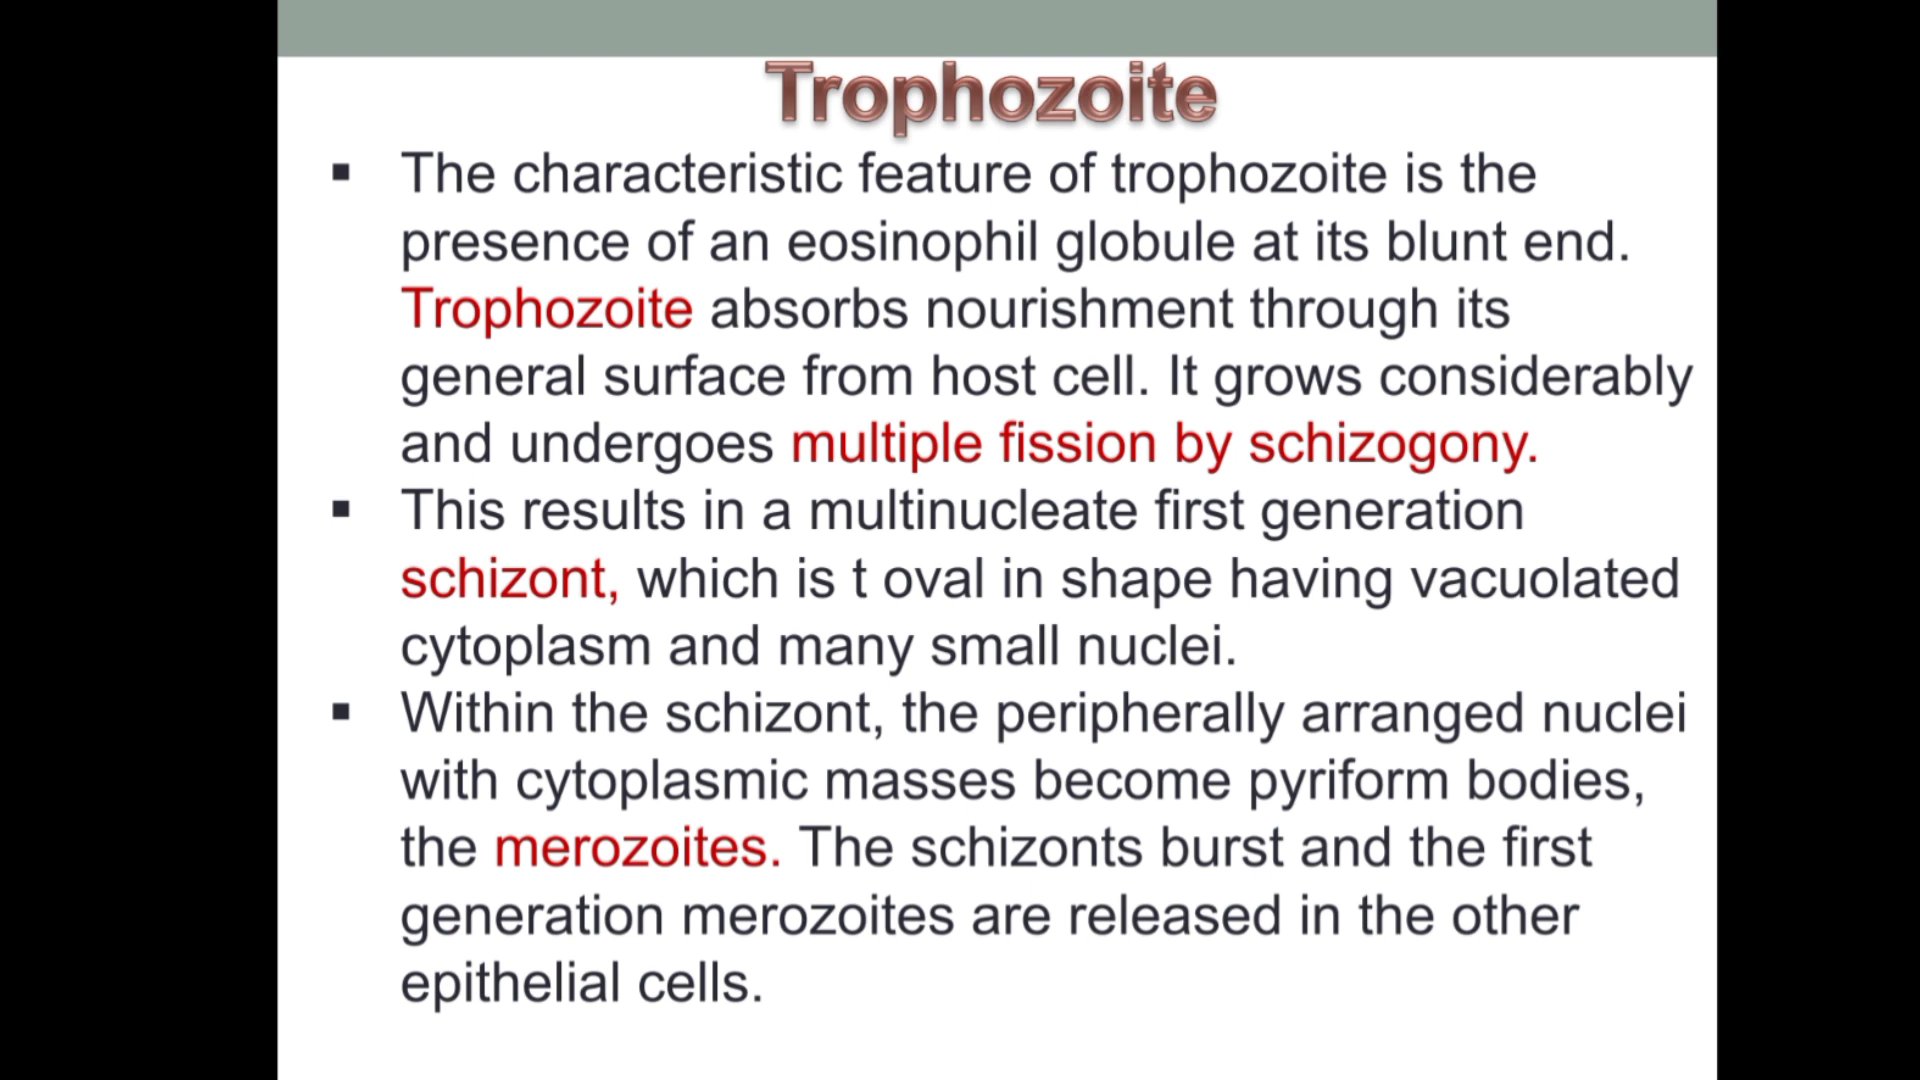 Trophozoite
▪ The characteristic feature of trophozoite is the
presence of an eosinophil globule at its blunt end.
Trophozoite absorbs nourishment through its
general surface from host cell. It grows considerably
and undergoes multiple fission by schizogony.
▪ This results in a multinucleate first generation
schizont, which is t oval in shape having vacuolated
cytoplasm and many small nuclei.
▪ Within the schizont, the peripherally arranged nuclei
with cytoplasmic masses become pyriform bodies,
the merozoites. The schizonts burst and the first
generation merozoites are released in the other
epithelial cells.